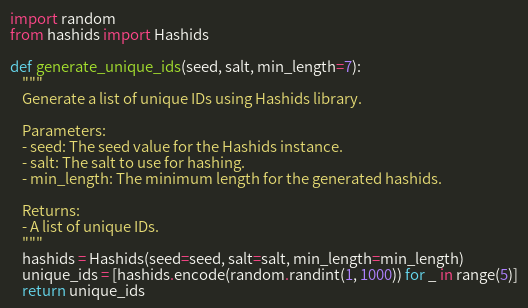 import random
from hashids import Hashids

def generate_unique_ids(seed, salt, min_length=7):
    """
    Generate a list of unique IDs using Hashids library.

    Parameters:
    - seed: The seed value for the Hashids instance.
    - salt: The salt to use for hashing.
    - min_length: The minimum length for the generated hashids.

    Returns:
    - A list of unique IDs.
    """
    hashids = Hashids(seed=seed, salt=salt, min_length=min_length)
    unique_ids = [hashids.encode(random.randint(1, 1000)) for _ in range(5)]
    return unique_ids